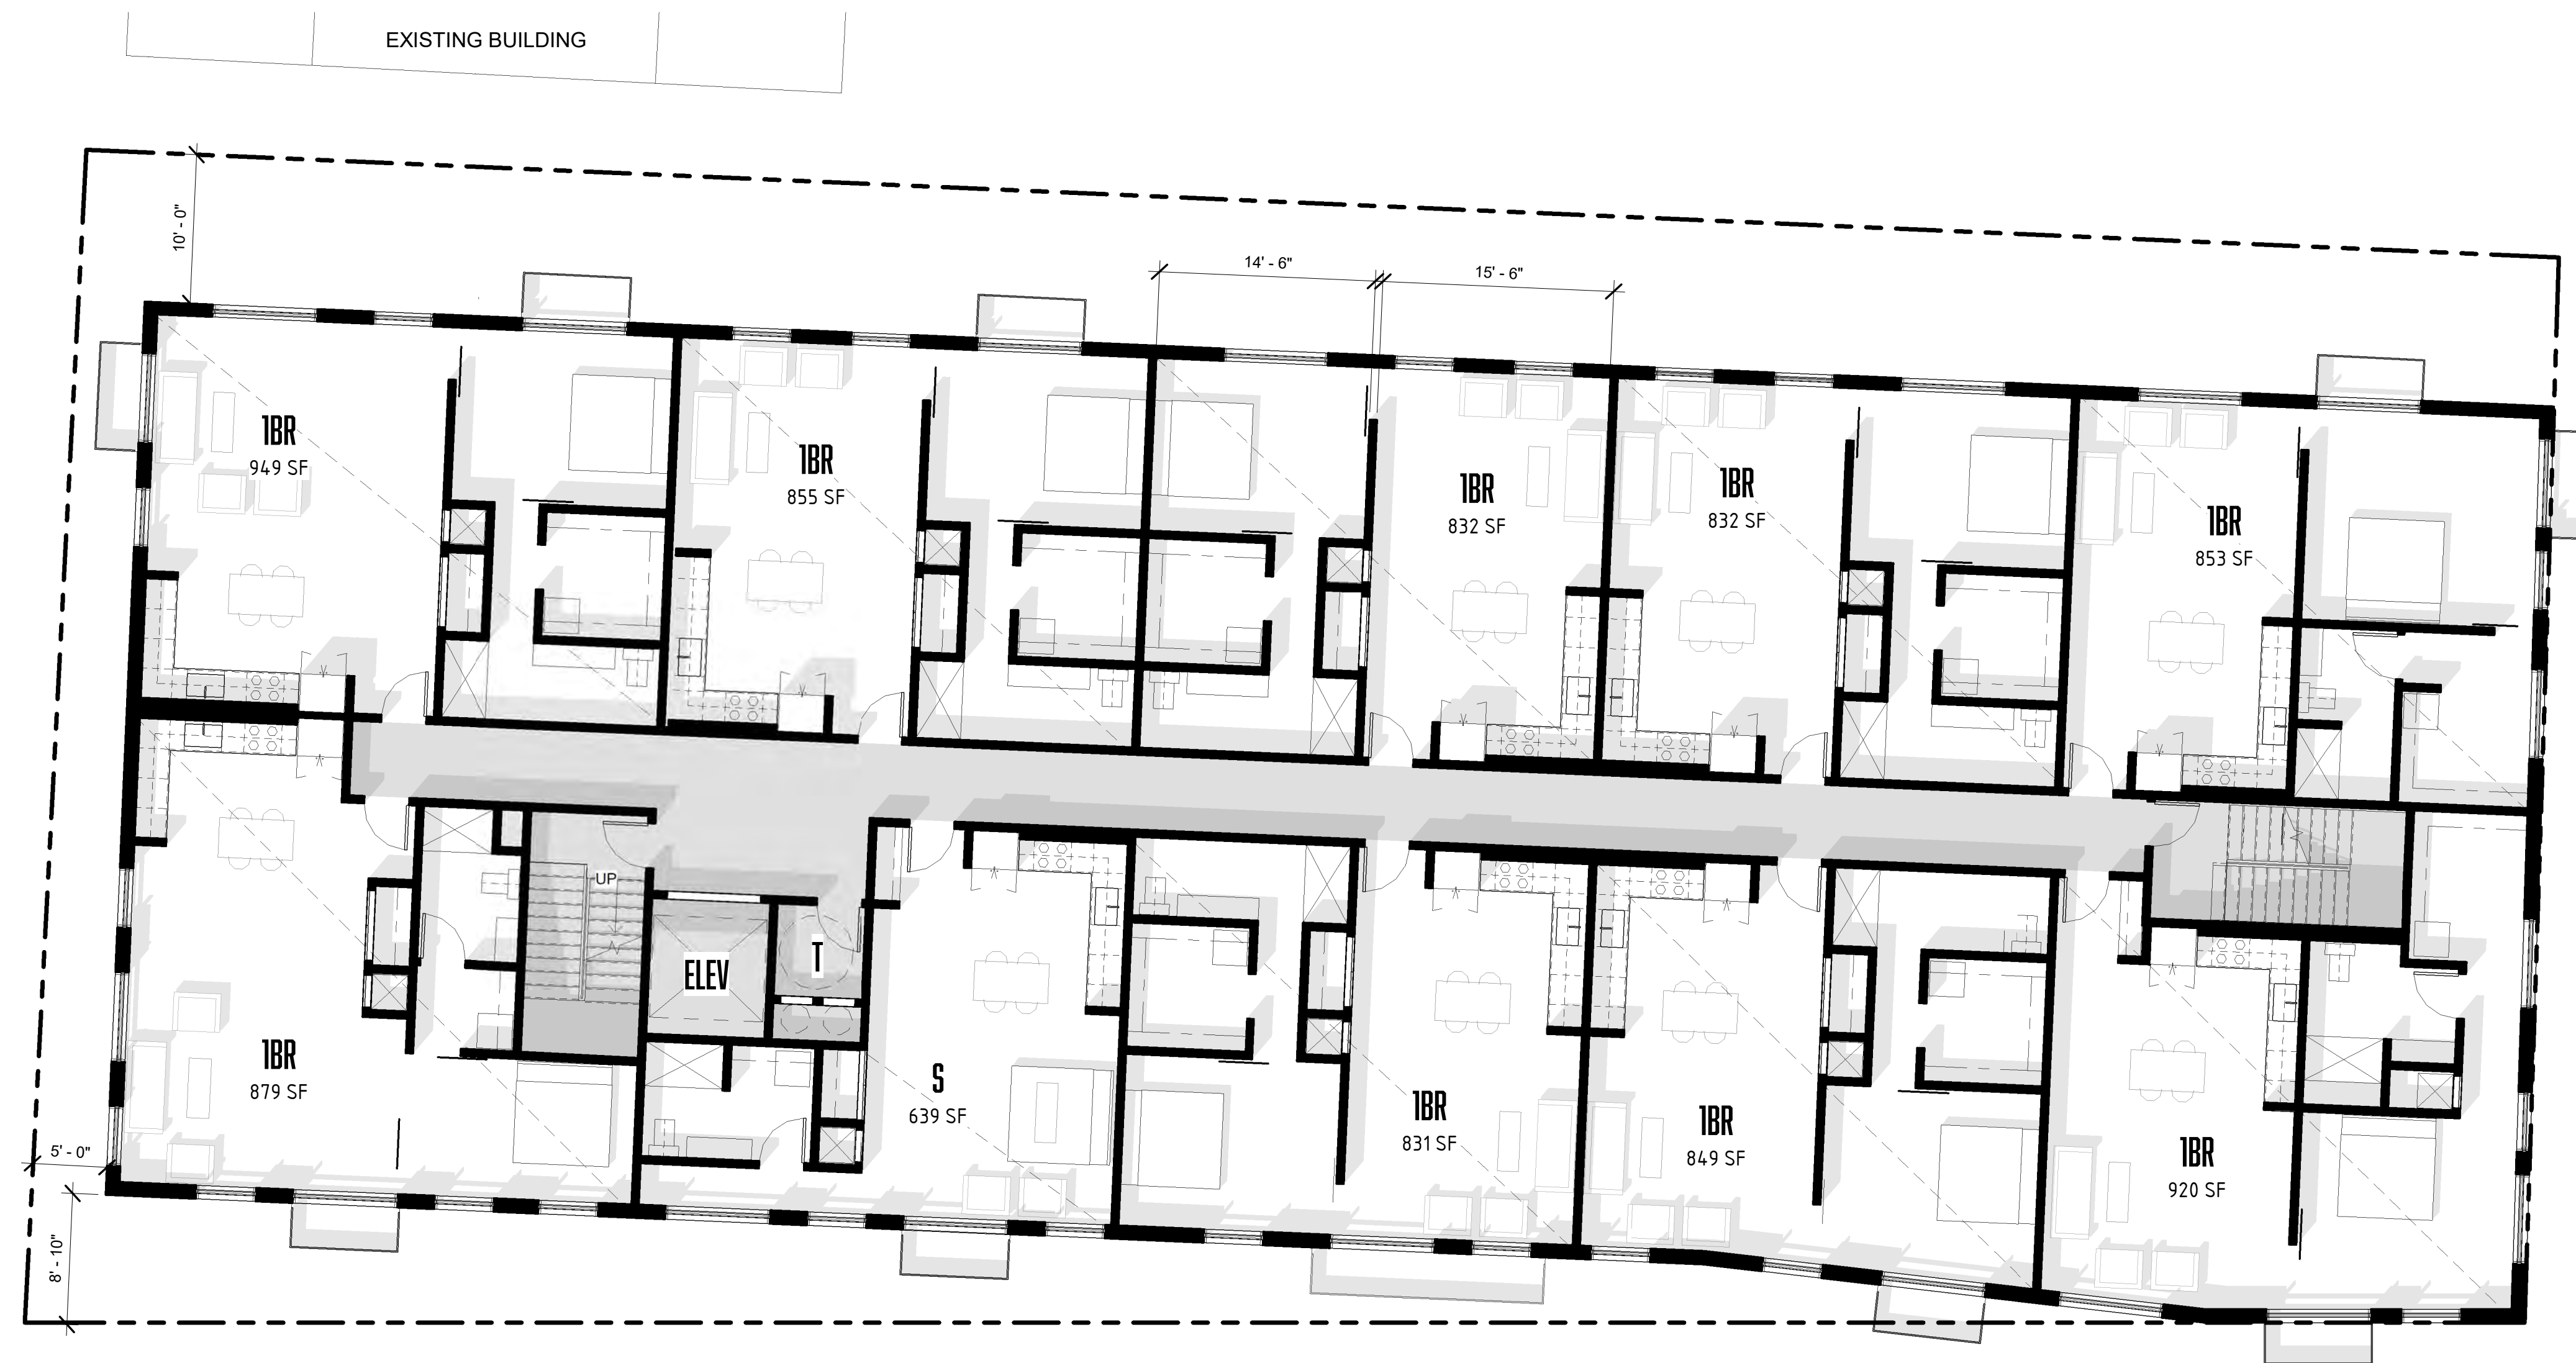 EXISTING BUILDING
10' - 0"
14' - 6"
15' - 6"
1BR
949 SF
1BR
855 SF
1BR
832 SF
1BR
832 SF
1BR
853 SF
UP
ELEV
T
1BR
879 SF
S
639 SF
1BR
831 SF
1BR
849 SF
1BR
920 SF
5' - 0"
8' - 10"